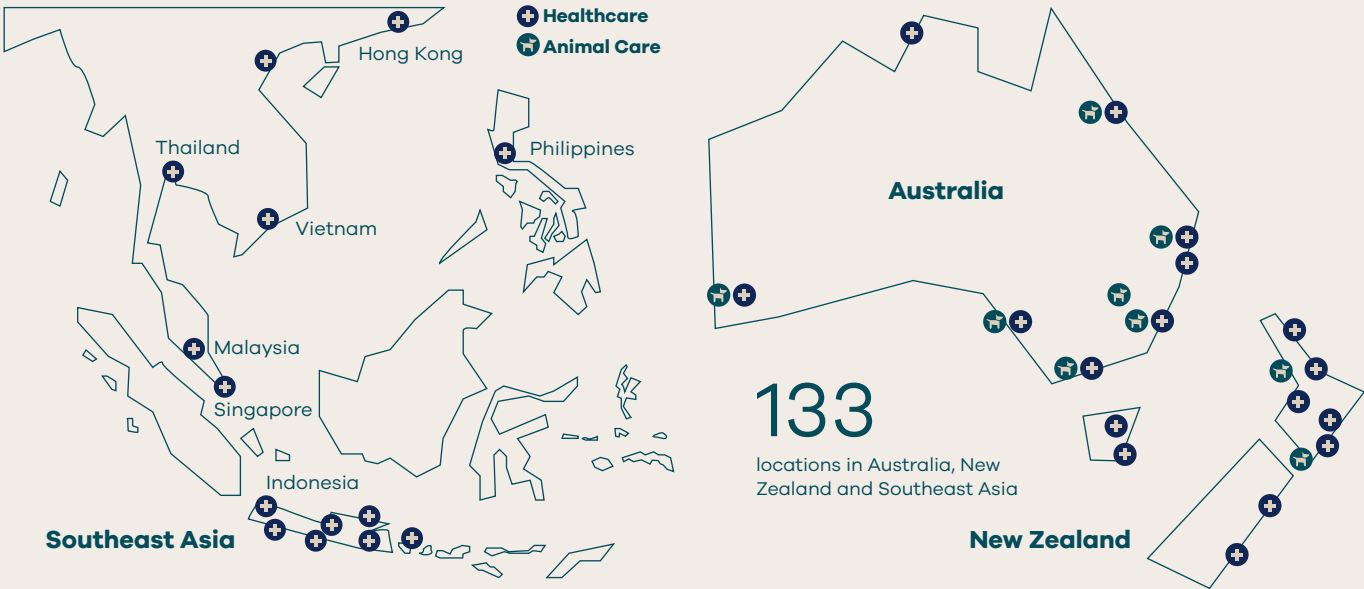 Healthcare
Animal Care
Hong Kong
Thailand
Philippines
Vietnam
Malaysia
Singapore
Indonesia
Southeast Asia
Australia
133
locations in Australia, New
Zealand and Southeast Asia
New Zealand